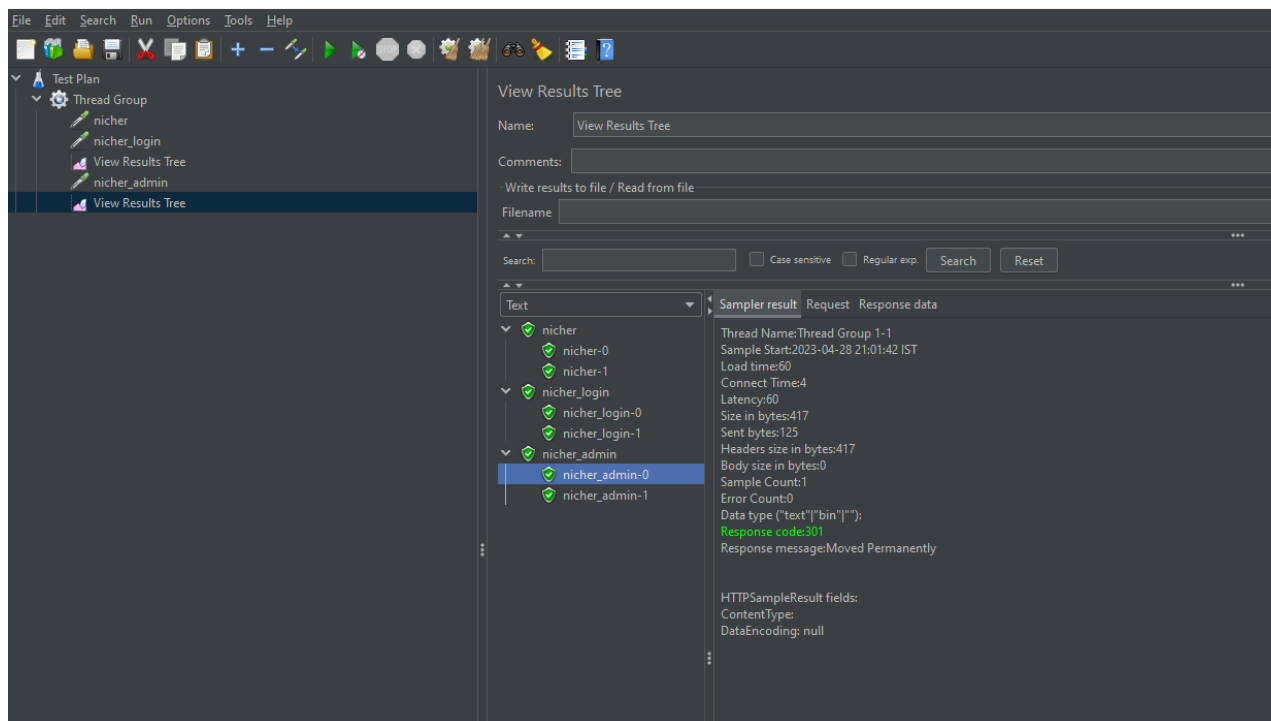 File Edit Search Run Options Tools Help
STOP
Test Plan
Thread Group
nicher
nicher_login
View Results Tree
nicher_admin
View Results Tree
View Results Tree
Name: View Results Tree
Comments:
Write results to file / Read from file
Filename
Search: Case sensitive Regular exp. Search Reset
Text
nicher
nicher-0
nicher-1
nicher_login
nicher_login-0
nicher_login-1
nicher_admin
nicher_admin-0
nicher_admin-1
Sampler result Request Response data
Thread Name:Thread Group 1-1
Sample Start:2023-04-28 21:01:42 IST
Load time:60
Connect Time:4
Latency:60
Size in bytes:417
Sent bytes:125
Headers size in bytes:417
Body size in bytes:0
Sample Count:1
Error Count:0
Data type ("text"|"bin"|""):
Response code:301
Response message:Moved Permanently
HTTPSampleResult fields:
ContentType:
DataEncoding: null